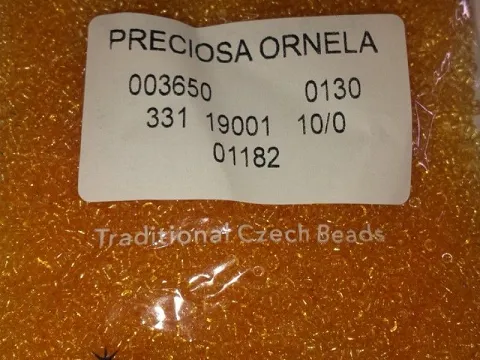 PRECIOSA ORNELA
003650 0130
331 19001 10/0
01182
Traditional Czech Beads